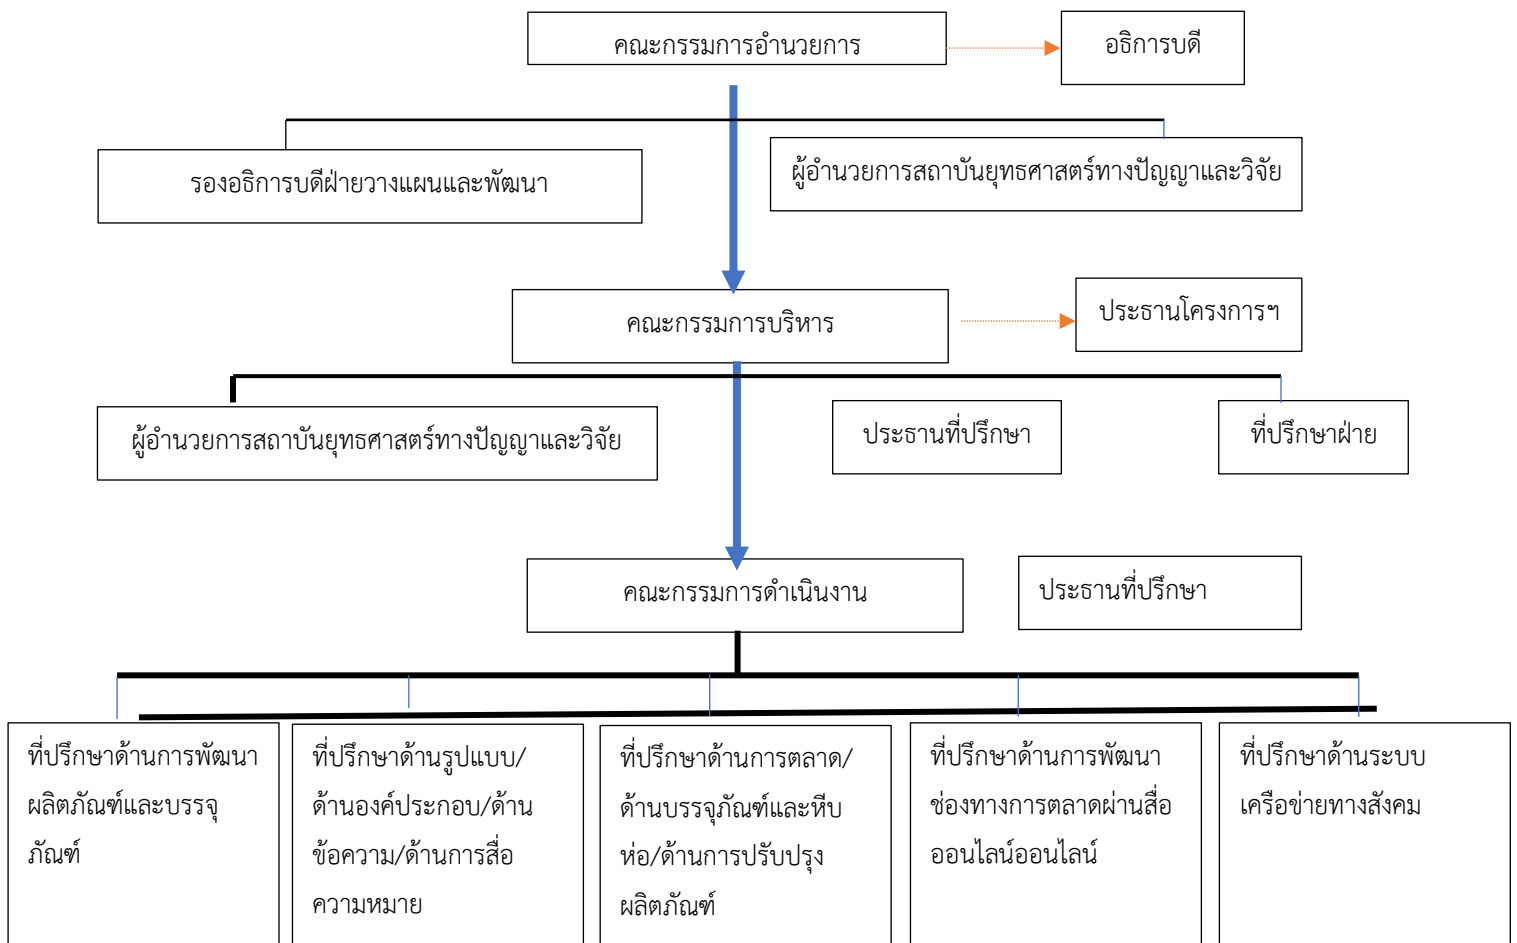 คณะกรรมการอำนวยการ
อธิการบดี
รองอธิการบดีฝ่ายวางแผนและพัฒนา
ผู้อำนวยการสถาบันยุทธศาสตร์ทางปัญญาและวิจัย
คณะกรรมการบริหาร
ประธานโครงการฯ
ผู้อำนวยการสถาบันยุทธศาสตร์ทางปัญญาและวิจัย
ประธานที่ปรึกษา
ที่ปรึกษาฝ่าย
คณะกรรมการดำเนินงาน
ประธานที่ปรึกษา
ที่ปรึกษาด้านการพัฒนา
ผลิตภัณฑ์และบรรจุ
ภัณฑ์
ที่ปรึกษาด้านรูปแบบ/
ด้านองค์ประกอบ/ด้าน
ข้อความ/ด้านการสื่อ
ความหมาย
ที่ปรึกษาด้านการตลาด/
ด้านบรรจุภัณฑ์และหีบ
ห่อ/ด้านการปรับปรุง
ผลิตภัณฑ์
ที่ปรึกษาด้านการพัฒนา
ช่องทางการตลาดผ่านสื่อ
ออนไลน์ออนไลน์
ที่ปรึกษาด้านระบบ
เครือข่ายทางสังคม